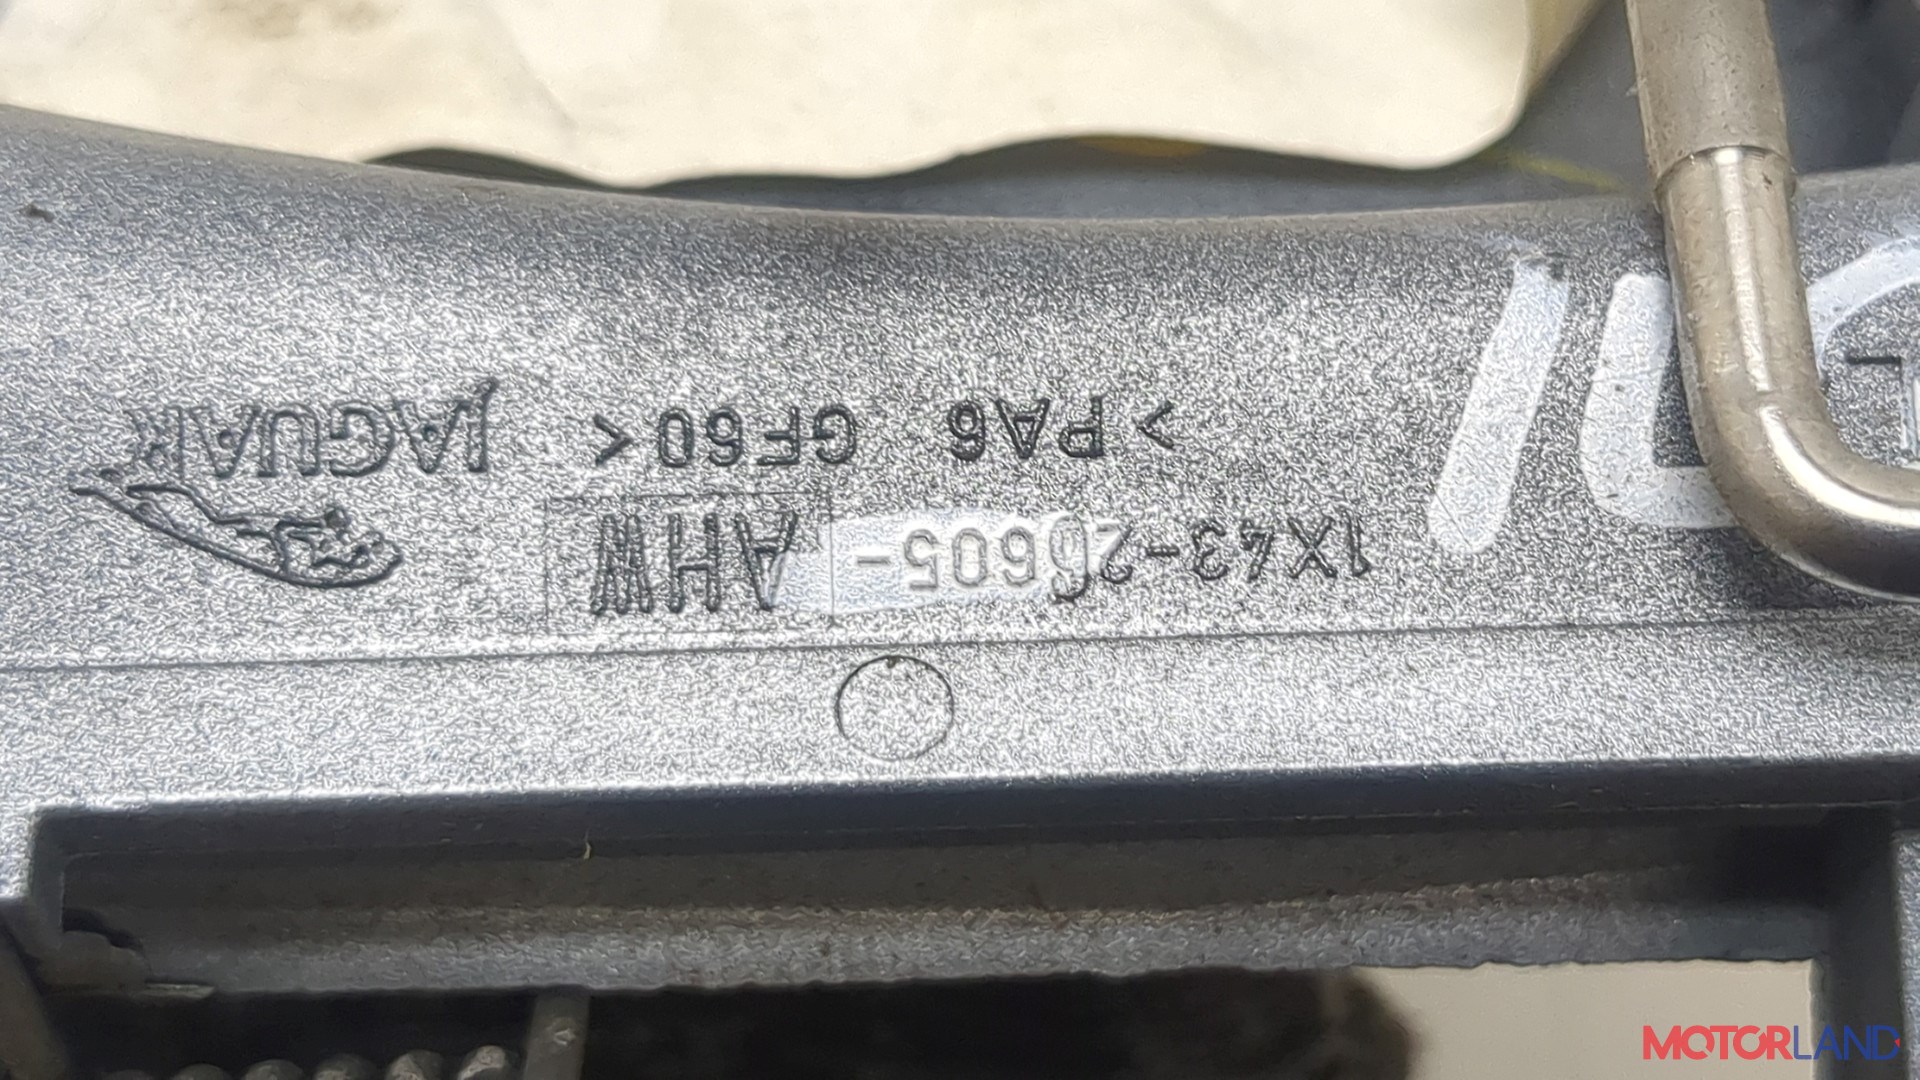 1X43-26605-AHW
>PA6 GF60<
JAGUAR
MOTORLAND